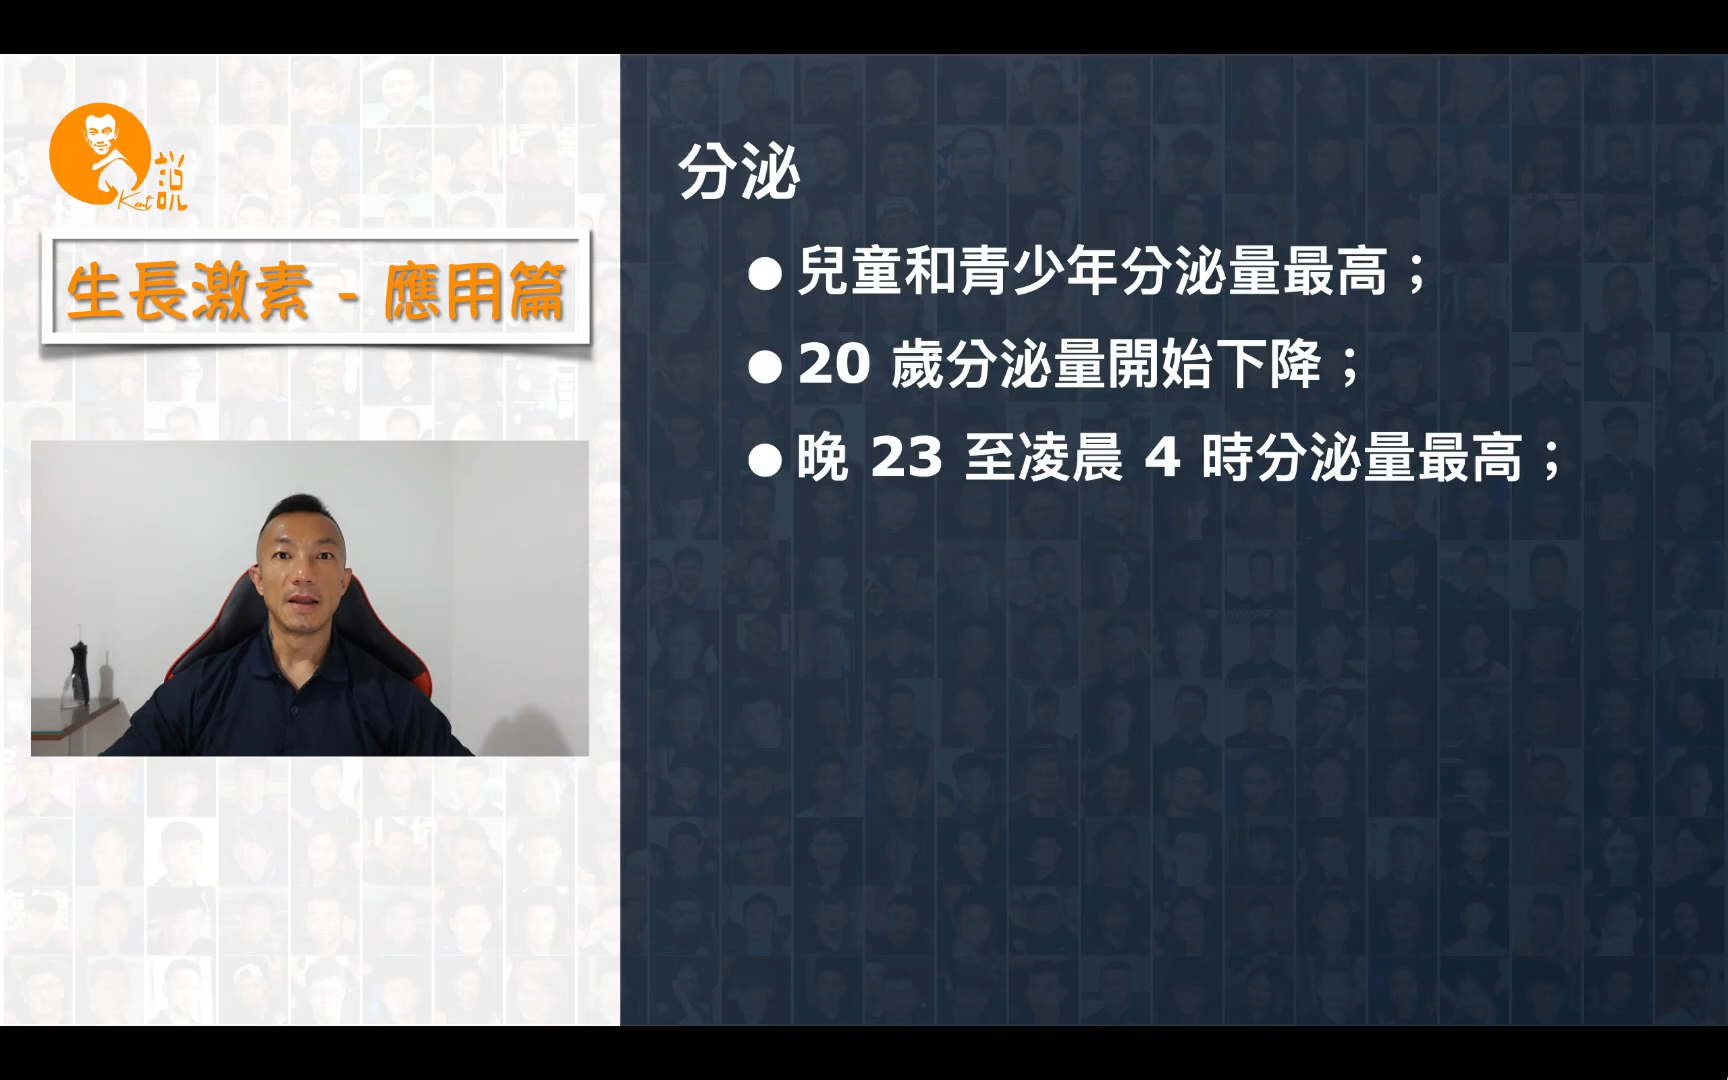 Kent
說
生長激素 - 應用篇
分泌
● 兒童和青少年分泌量最高；
● 20 歲分泌量開始下降；
● 晚 23 至凌晨 4 時分泌量最高；